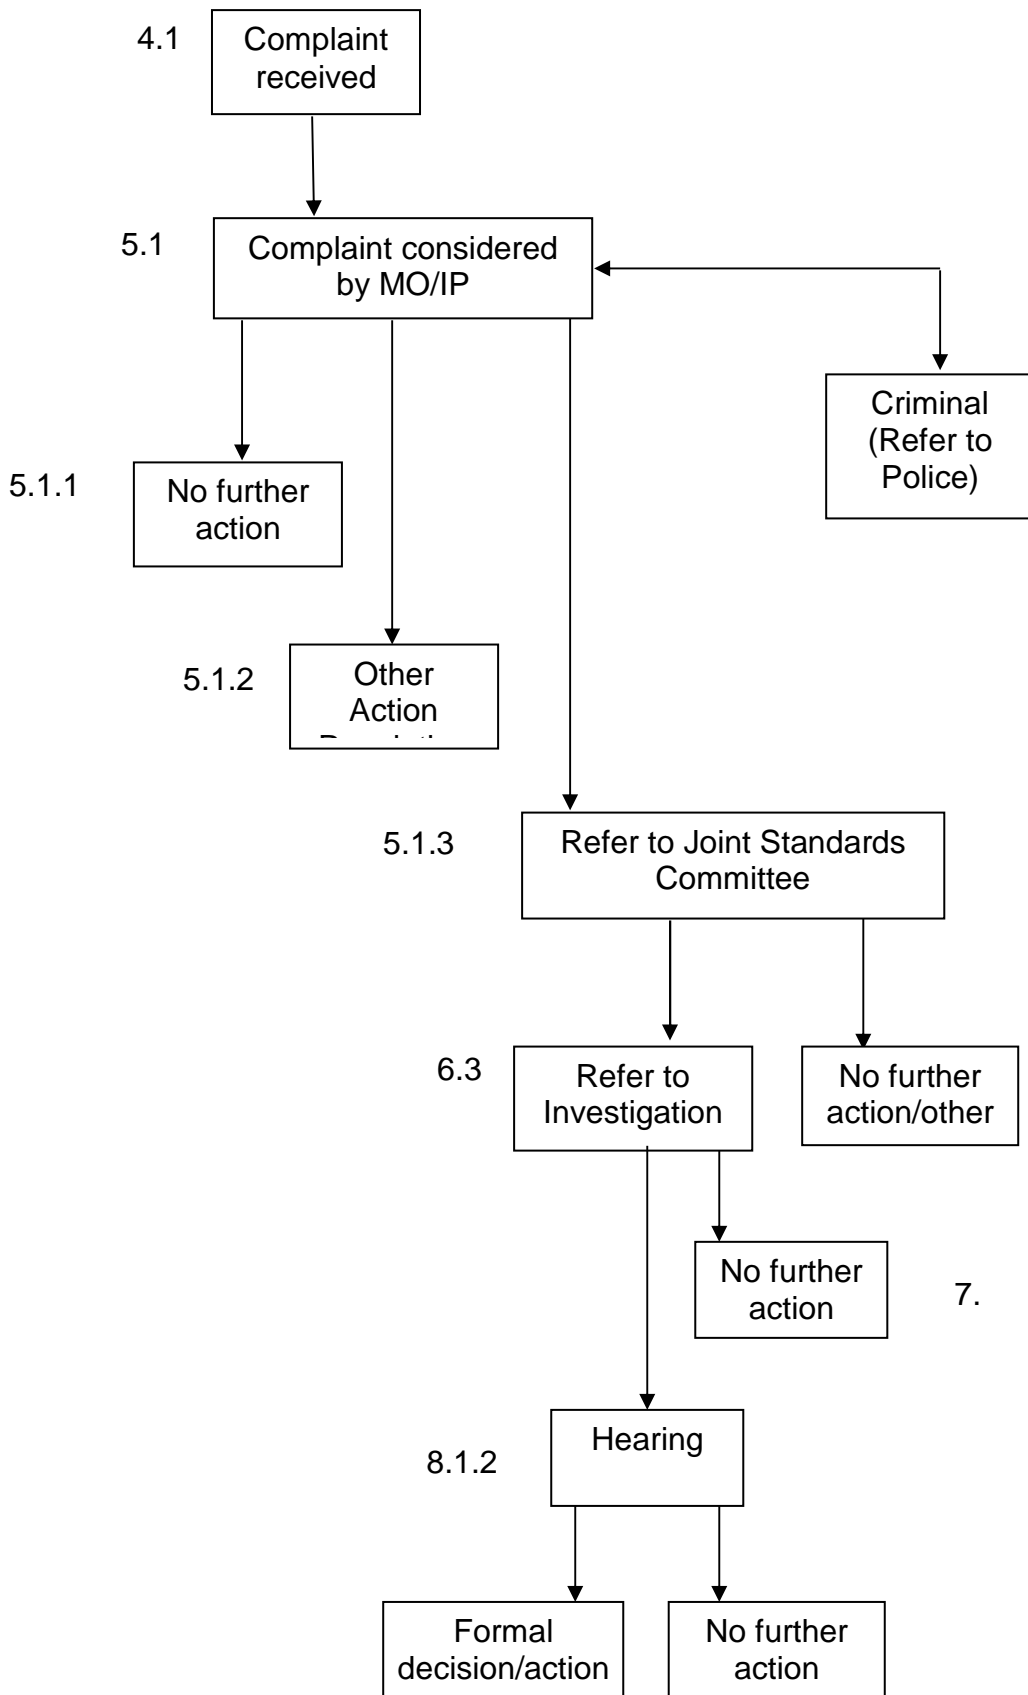 4.1
Complaint
received
5.1
Complaint considered
by MO/IP
Criminal
(Refer to
Police)
5.1.1
No further
action
5.1.2
Other
Action
5.1.3
Refer to Joint Standards
Committee
6.3
Refer to
Investigation
No further
action/other
No further
action
7.
8.1.2
Hearing
Formal
decision/action
No further
action